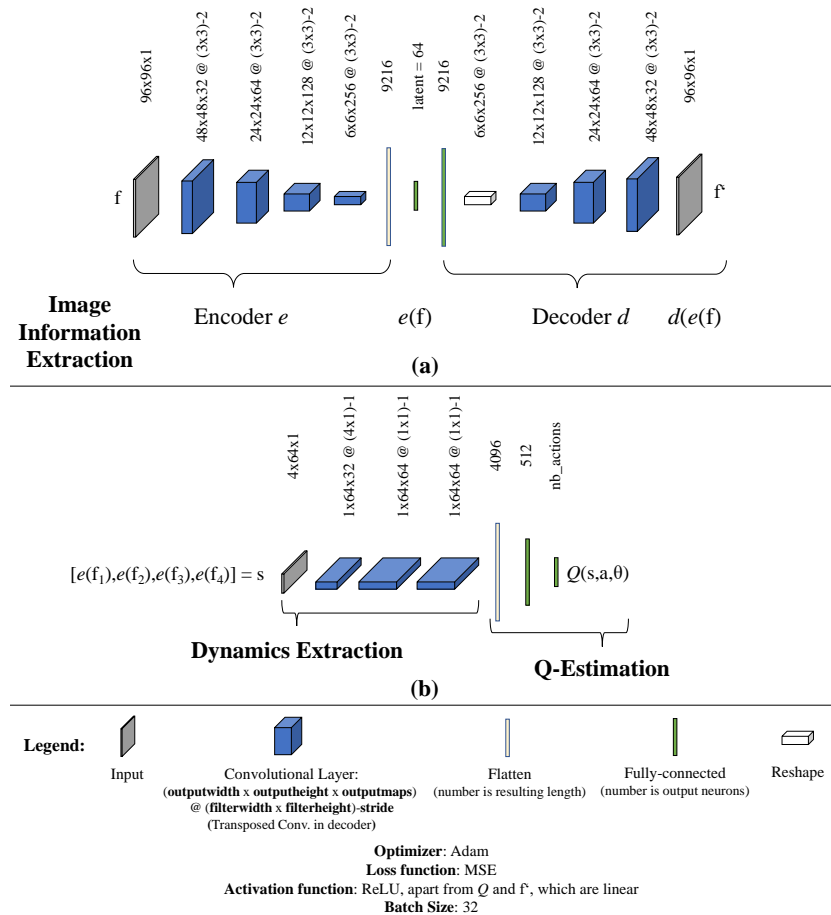 96x96x1
48x48x32 @ (3x3)-2
24x24x64 @ (3x3)-2
12x12x128 @ (3x3)-2
6x6x256 @ (3x3)-2
9216
latent = 64
9216
6x6x256 @ (3x3)-2
12x12x128 @ (3x3)-2
24x24x64 @ (3x3)-2
48x48x32 @ (3x3)-2
96x96x1
f
f‘
Encoder e
e(f)
Decoder d
d(e(f)
Image
Information
Extraction
(a)
4x64x1
1x64x32 @ (4x1)-1
1x64x64 @ (1x1)-1
1x64x64 @ (1x1)-1
4096
512
nb_actions
[e(f₁),e(f₂),e(f₃),e(f₄)] = s
Q(s,a,θ)
Dynamics Extraction
Q-Estimation
(b)
Legend:
Input
Convolutional Layer:
(outputwidth x outputheight x outputmaps)
@ (filterwidth x filterheight)-stride
(Transposed Conv. in decoder)
Flatten
(number is resulting length)
Fully-connected
(number is output neurons)
Reshape
Optimizer: Adam
Loss function: MSE
Activation function: ReLU, apart from Q and f‘, which are linear
Batch Size: 32